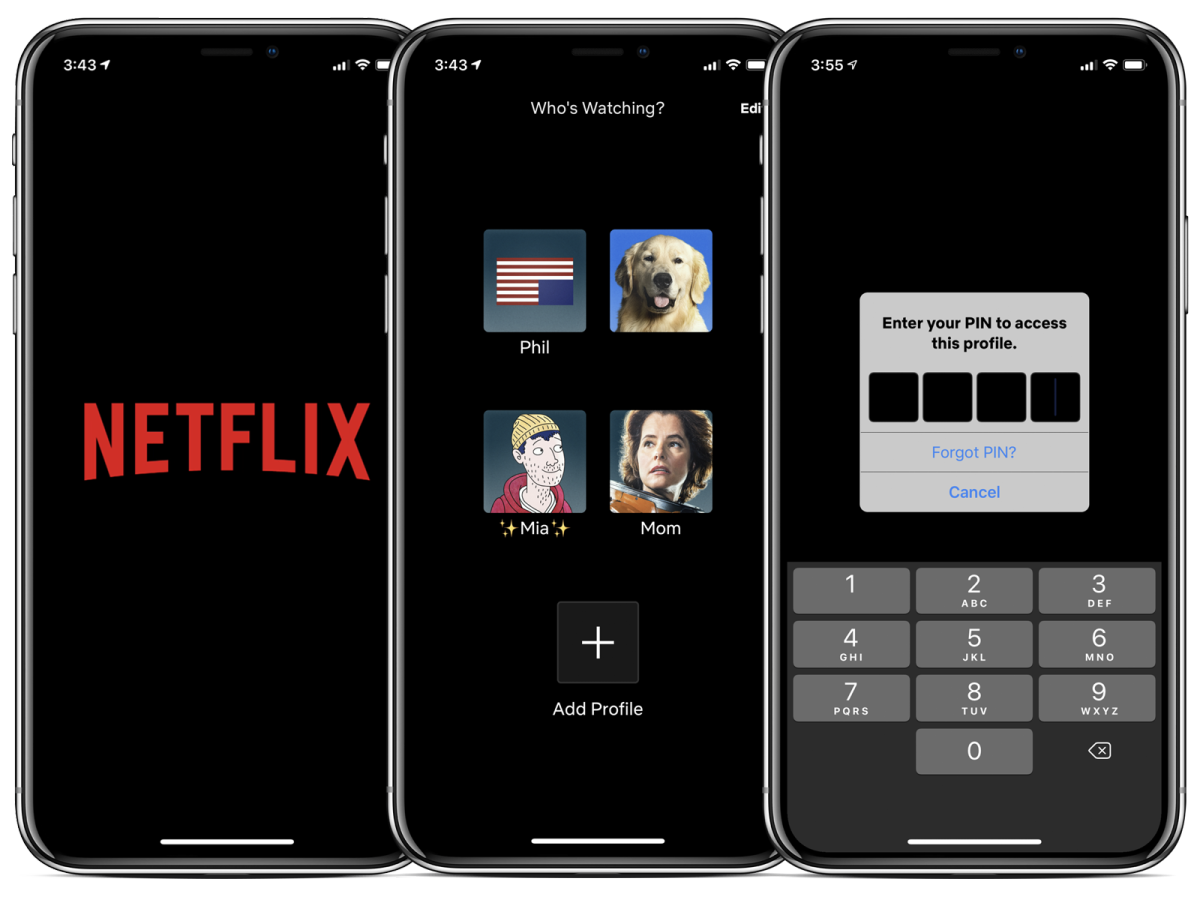 3:43
NETFLIX
3:43
Who's Watching?
Edi
Phil
✨Mia✨
Mom
Add Profile
3:55
Enter your PIN to access
this profile.
Forgot PIN?
Cancel
1
2
ABC
3
DEF
4
GHI
5
JKL
6
MNO
7
PQRS
8
TUV
9
WXYZ
0